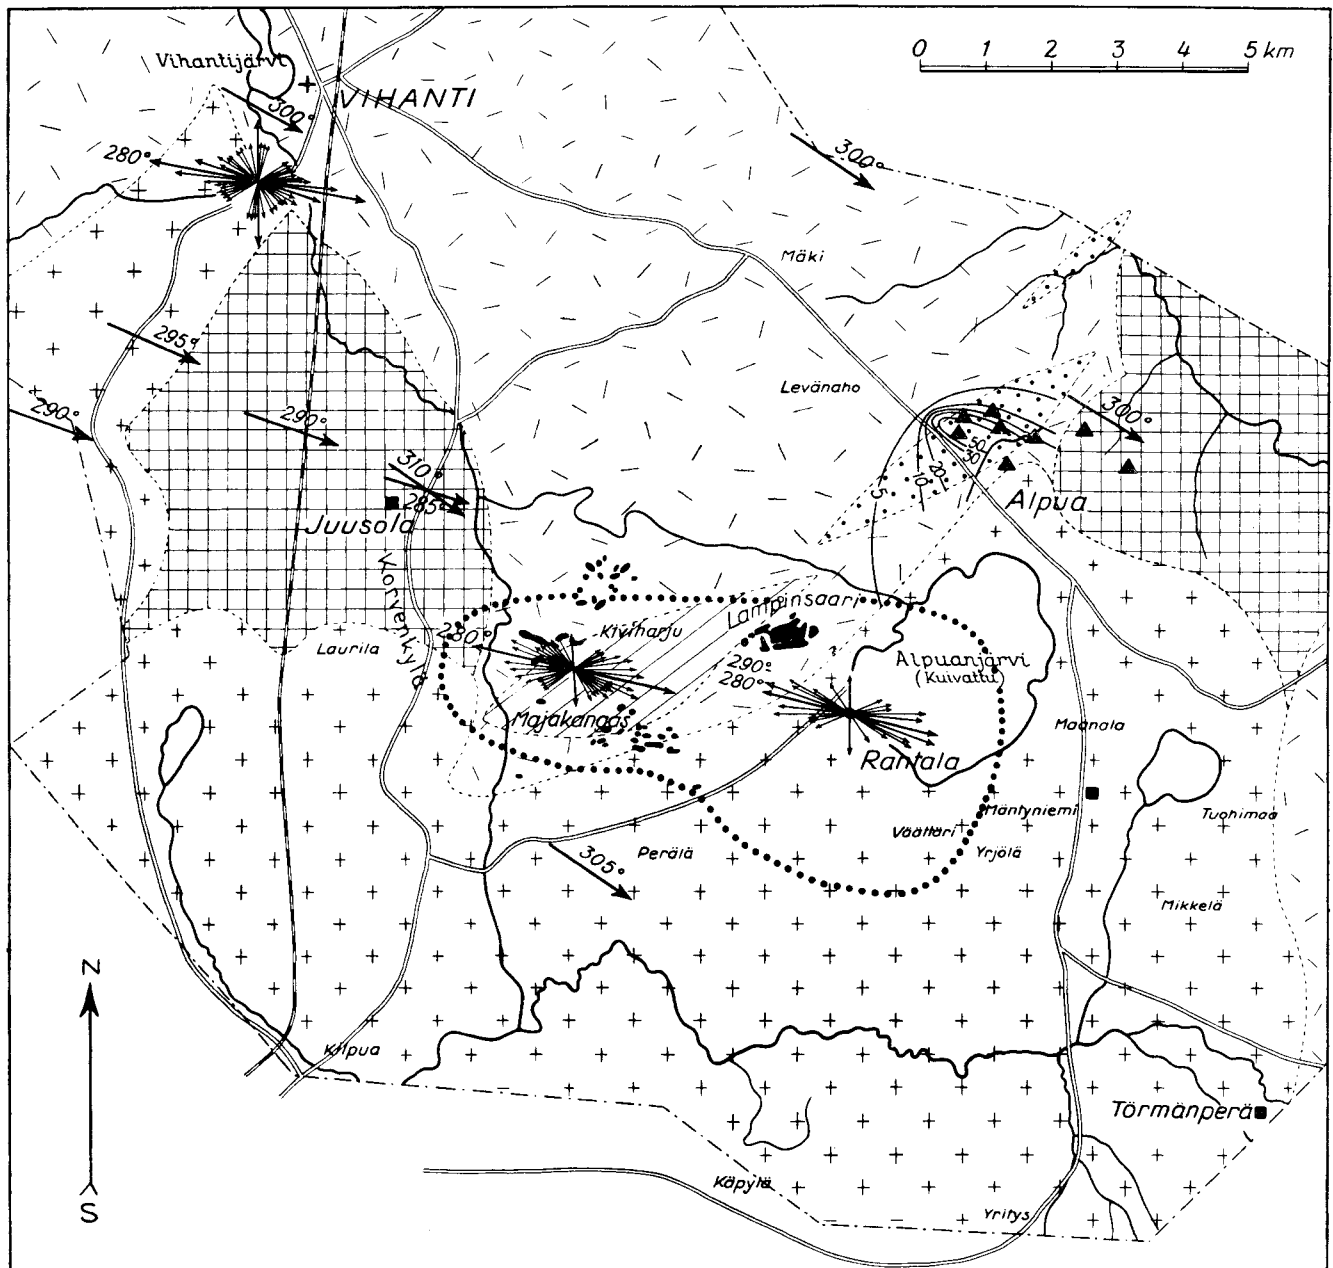 0 1 2 3 4 5 km
Vihantijärvi
VIHANTI
300°
280°
300°
Mäki
295°
290°
290°
Levänaho
300°
310°
285°
50
30
20
10
5
Alpua
Juusola
Korvenkylä
Lampinsaari
280°
Kiviharju
Laurila
290°
280°
Alpuanjärvi
(Kuivattu)
Majakangas
Maanala
Rantala
Mäntyniemi
Tuohimaa
Väättäri
Yrjölä
Perälä
305°
Mikkelä
N
Kilpua
Törmänperä
Käpylä
S
Yritys